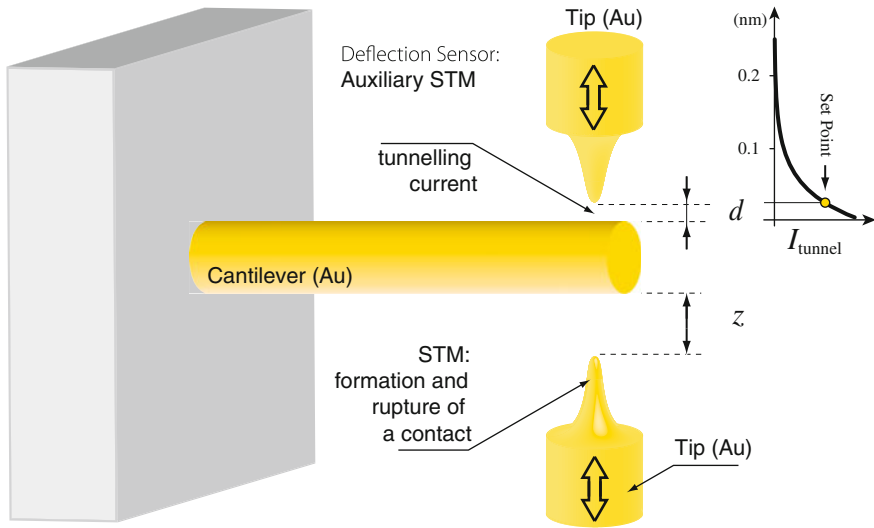 Tip (Au)
(nm)
Deflection Sensor:
Auxiliary STM
0.2
Set Point
tunnelling
current
0.1
d
I_tunnel
Cantilever (Au)
z
STM:
formation and
rupture of
a contact
Tip (Au)